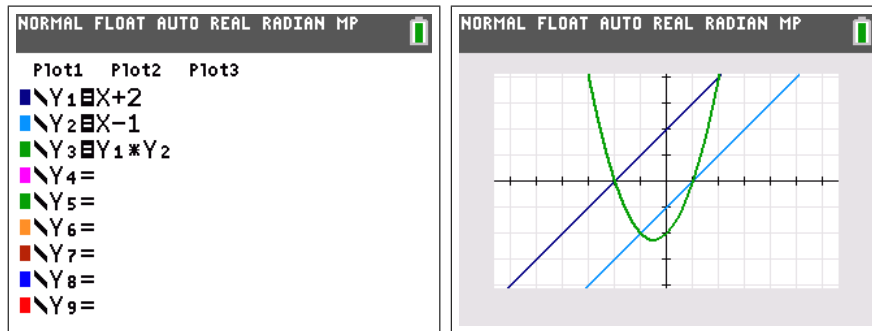 NORMAL FLOAT AUTO REAL RADIAN MP
Plot1 Plot2 Plot3
\Y₁=X+2
\Y₂=X−1
\Y₃=Y₁*Y₂
\Y₄=
\Y₅=
\Y₆=
\Y₇=
\Y₈=
\Y₉=
NORMAL FLOAT AUTO REAL RADIAN MP